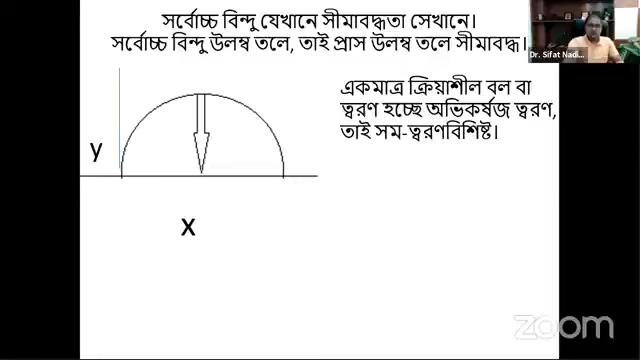 সর্বোচ্চ বিন্দু যেখানে সীমাবদ্ধতা সেখানে।
সর্বোচ্চ বিন্দু উলম্ব তলে, তাই প্রাস উলম্ব তলে সীমাবদ্ধ।
Dr. Sifat Nadi...
একমাত্র ক্রিয়াশীল বল বা
ত্বরণ হচ্ছে অভিকর্ষজ ত্বরণ,
তাই সম-ত্বরণবিশিষ্ট।
y
x
zoom